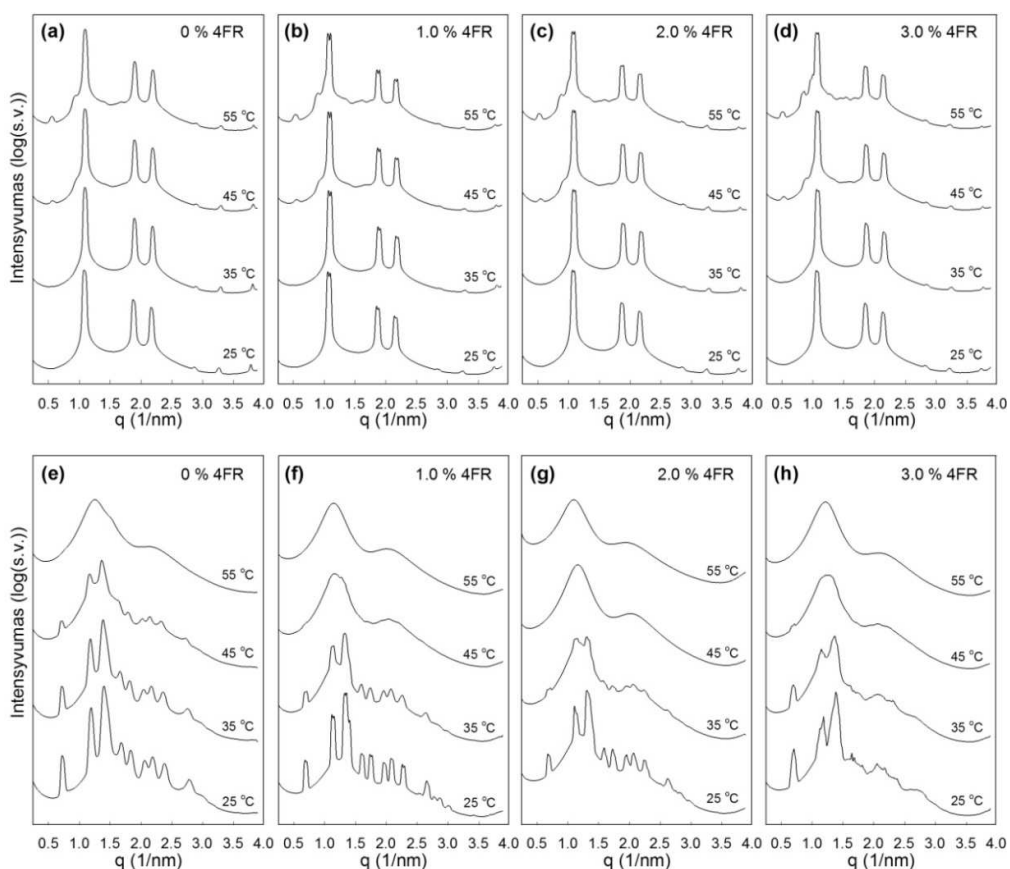 (a) 0 % 4FR
55 °C
45 °C
35 °C
25 °C
0.5 1.0 1.5 2.0 2.5 3.0 3.5 4.0
q (1/nm)
(b) 1.0 % 4FR
55 °C
45 °C
35 °C
25 °C
0.5 1.0 1.5 2.0 2.5 3.0 3.5 4.0
q (1/nm)
(c) 2.0 % 4FR
55 °C
45 °C
35 °C
25 °C
0.5 1.0 1.5 2.0 2.5 3.0 3.5 4.0
q (1/nm)
(d) 3.0 % 4FR
55 °C
45 °C
35 °C
25 °C
0.5 1.0 1.5 2.0 2.5 3.0 3.5 4.0
q (1/nm)
Intensyvumas (log(s.v.))
(e) 0 % 4FR
55 °C
45 °C
35 °C
25 °C
0.5 1.0 1.5 2.0 2.5 3.0 3.5 4.0
q (1/nm)
(f) 1.0 % 4FR
55 °C
45 °C
35 °C
25 °C
0.5 1.0 1.5 2.0 2.5 3.0 3.5 4.0
q (1/nm)
(g) 2.0 % 4FR
55 °C
45 °C
35 °C
25 °C
0.5 1.0 1.5 2.0 2.5 3.0 3.5 4.0
q (1/nm)
(h) 3.0 % 4FR
55 °C
45 °C
35 °C
25 °C
0.5 1.0 1.5 2.0 2.5 3.0 3.5 4.0
q (1/nm)
Intensyvumas (log(s.v.))